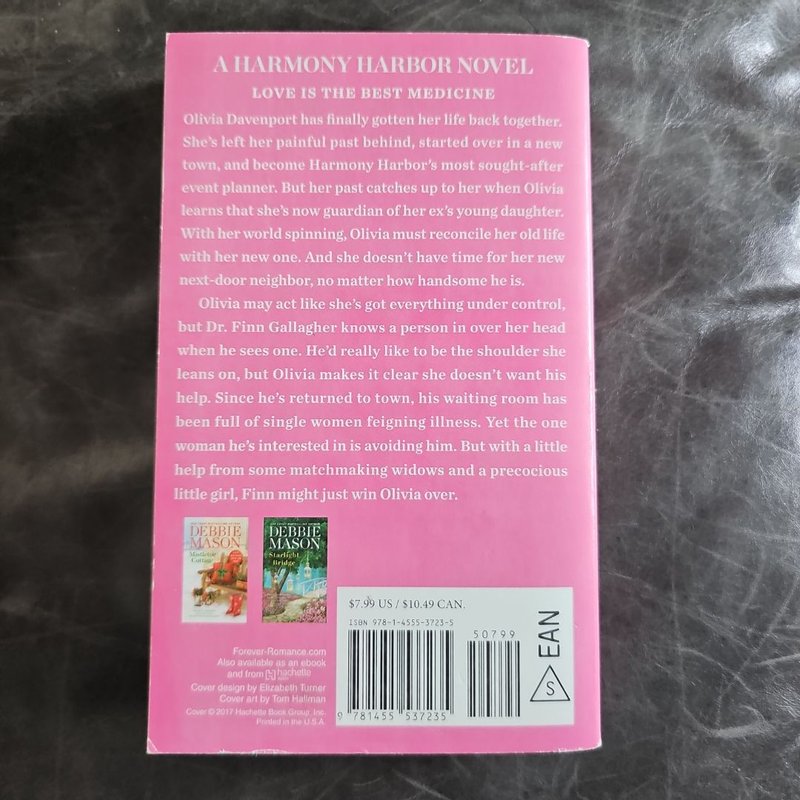 A HARMONY HARBOR NOVEL
LOVE IS THE BEST MEDICINE
Olivia Davenport has finally gotten her life back together.
She's left her painful past behind, started over in a new
town, and become Harmony Harbor's most sought-after
event planner. But her past catches up to her when Olivia
learns that she's now guardian of her ex's young daughter.
With her world spinning, Olivia must reconcile her old life
with her new one. And she doesn't have time for her new
next-door neighbor, no matter how handsome he is.
Olivia may act like she's got everything under control,
but Dr. Finn Gallagher knows a person in over her head
when he sees one. He'd really like to be the shoulder she
leans on, but Olivia makes it clear she doesn't want his
help. Since he's returned to town, his waiting room has
been full of single women feigning illness. Yet the one
woman he's interested in is avoiding him. But with a little
help from some matchmaking widows and a precocious
little girl, Finn might just win Olivia over.
DEBBIE
MASON
Mistletoe
Cottage
DEBBIE
MASON
Starlight
Bridge
$7.99 US / $10.49 CAN.
ISBN 978-1-4555-3723-5
50799
EAN
S
9 781455 537235
Forever-Romance.com
Also available as an ebook
and from hachette
Cover design by Elizabeth Turner
Cover art by Tom Hallman
Cover © 2017 Hachette Book Group, Inc.
Printed in the U.S.A.